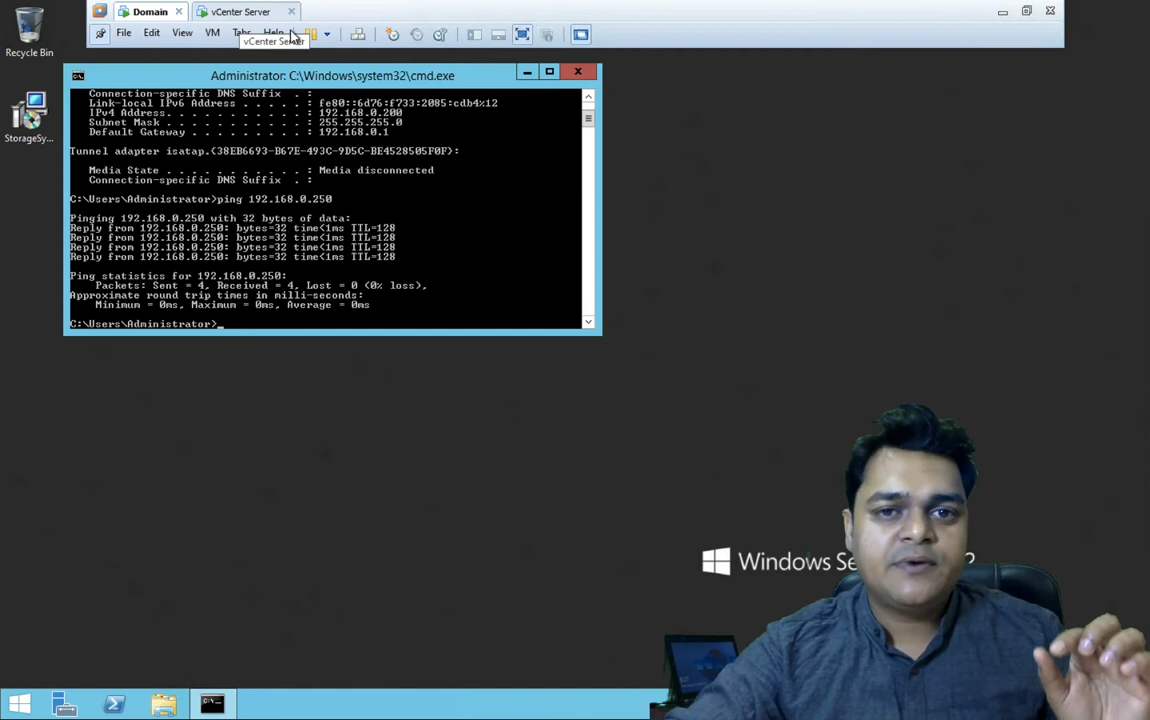 Domain
vCenter Server
File Edit View VM Tabs Help
vCenter Server
Recycle Bin
StorageSy...
Administrator: C:\Windows\system32\cmd.exe
Connection-specific DNS Suffix . :
Link-local IPv6 Address . . . . . : fe80::6d76:f733:2085:cdb4%12
IPv4 Address. . . . . . . . . . . : 192.168.0.200
Subnet Mask . . . . . . . . . . . : 255.255.255.0
Default Gateway . . . . . . . . . : 192.168.0.1
Tunnel adapter isatap.{38EB6693-B67E-493C-9D5C-BE4528505F0F}:
Media State . . . . . . . . . . . : Media disconnected
Connection-specific DNS Suffix . :
C:\Users\Administrator>ping 192.168.0.250
Pinging 192.168.0.250 with 32 bytes of data:
Reply from 192.168.0.250: bytes=32 time<1ms TTL=128
Reply from 192.168.0.250: bytes=32 time<1ms TTL=128
Reply from 192.168.0.250: bytes=32 time<1ms TTL=128
Reply from 192.168.0.250: bytes=32 time<1ms TTL=128
Ping statistics for 192.168.0.250:
Packets: Sent = 4, Received = 4, Lost = 0 (0% loss),
Approximate round trip times in milli-seconds:
Minimum = 0ms, Maximum = 0ms, Average = 0ms
C:\Users\Administrator>_
Windows Se